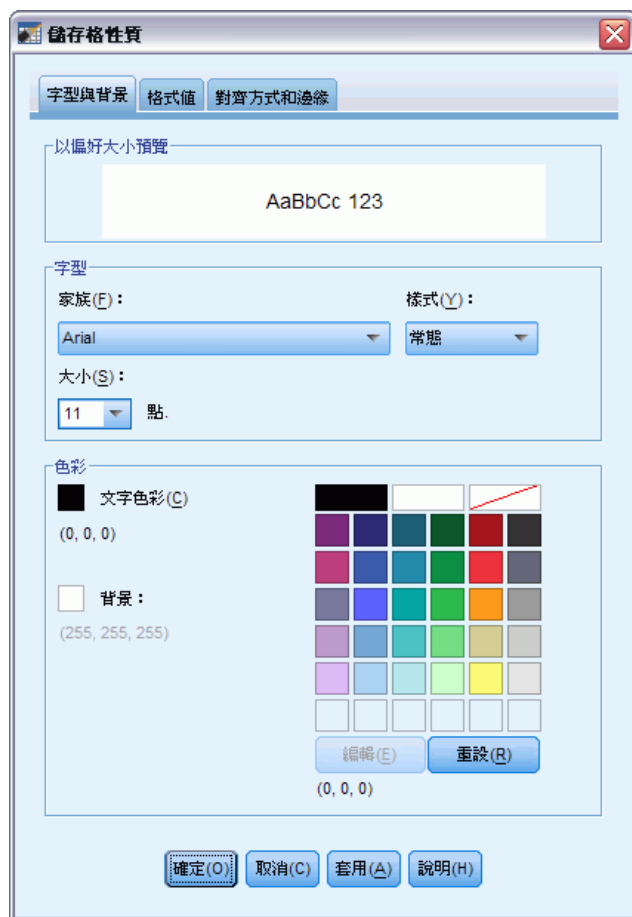 儲存格性質
字型與背景 格式值 對齊方式和邊緣
以偏好大小預覽
AaBbCc 123
字型
家族(F)： 樣式(Y)：
Arial 常態
大小(S)：
11 點.
色彩
文字色彩(C)
(0, 0, 0)
背景：
(255, 255, 255)
編輯(E) 重設(R)
(0, 0, 0)
確定(O) 取消(C) 套用(A) 說明(H)